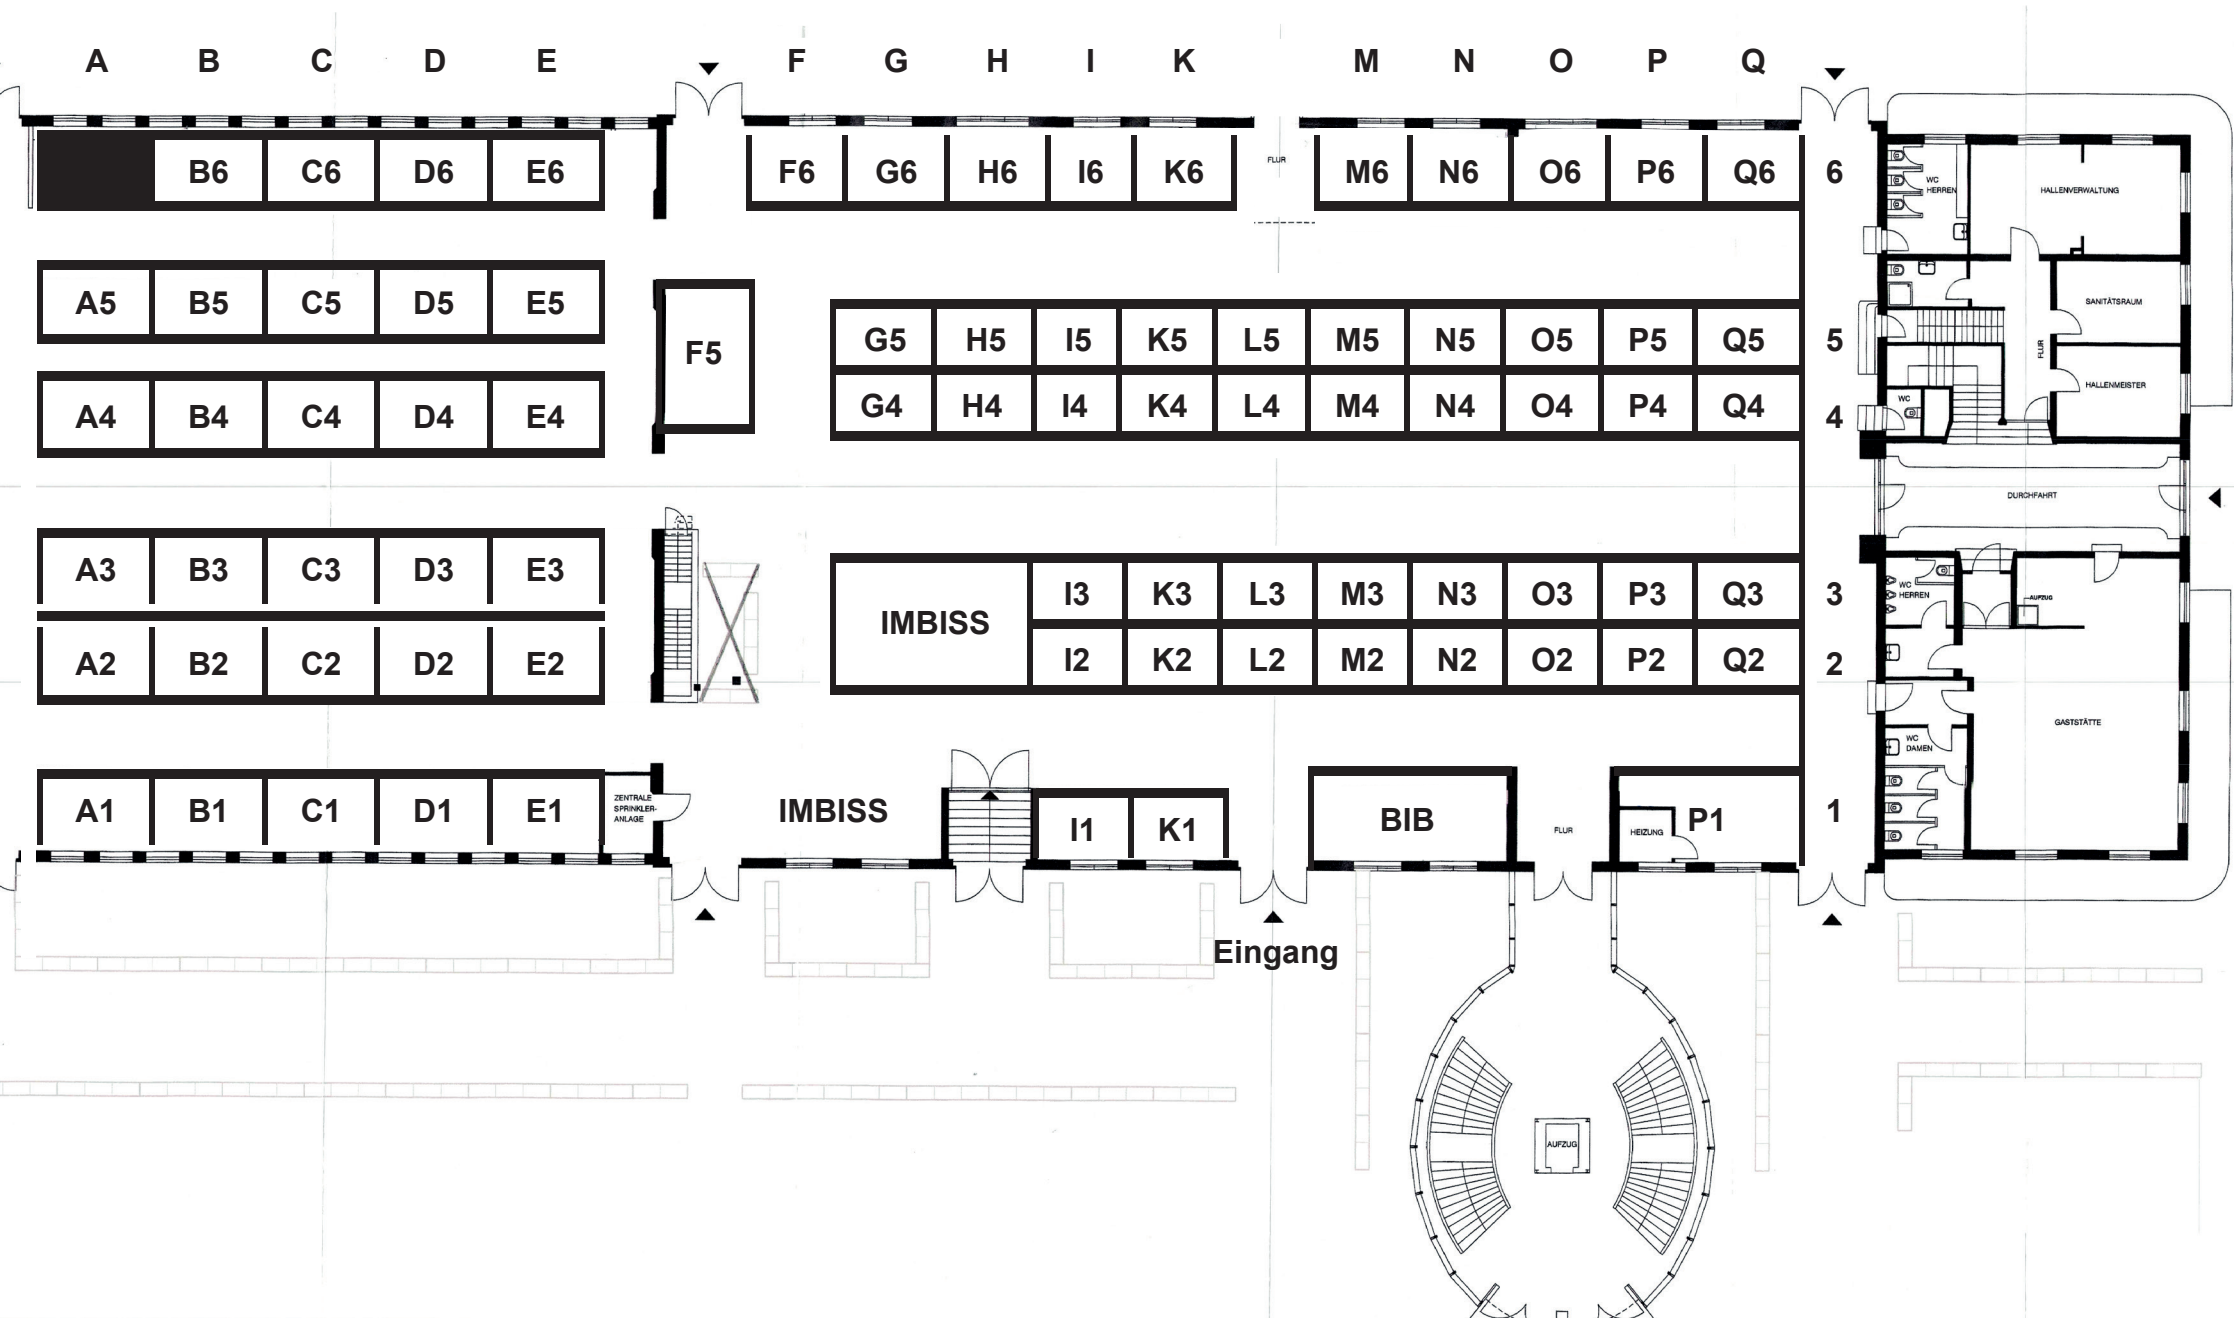 A B C D E F G H I K M N O P Q
B6 C6 D6 E6 F6 G6 H6 I6 K6 FLUR M6 N6 O6 P6 Q6 6
WC
HERREN
HALLENVERWALTUNG
A5 B5 C5 D5 E5
F5
G5 H5 I5 K5 L5 M5 N5 O5 P5 Q5 5
SANITÄTSRAUM
FLUR
HALLENMEISTER
A4 B4 C4 D4 E4
G4 H4 I4 K4 L4 M4 N4 O4 P4 Q4 4
WC
DURCHFAHRT
A3 B3 C3 D3 E3
IMBISS
I3 K3 L3 M3 N3 O3 P3 Q3 3
WC
HERREN
AUFZUG
A2 B2 C2 D2 E2
I2 K2 L2 M2 N2 O2 P2 Q2 2
GASTSTÄTTE
WC
DAMEN
A1 B1 C1 D1 E1
ZENTRALE
SPRINKLER-
ANLAGE
IMBISS
I1 K1
BIB
FLUR
HEIZUNG
P1
1
Eingang
AUFZUG